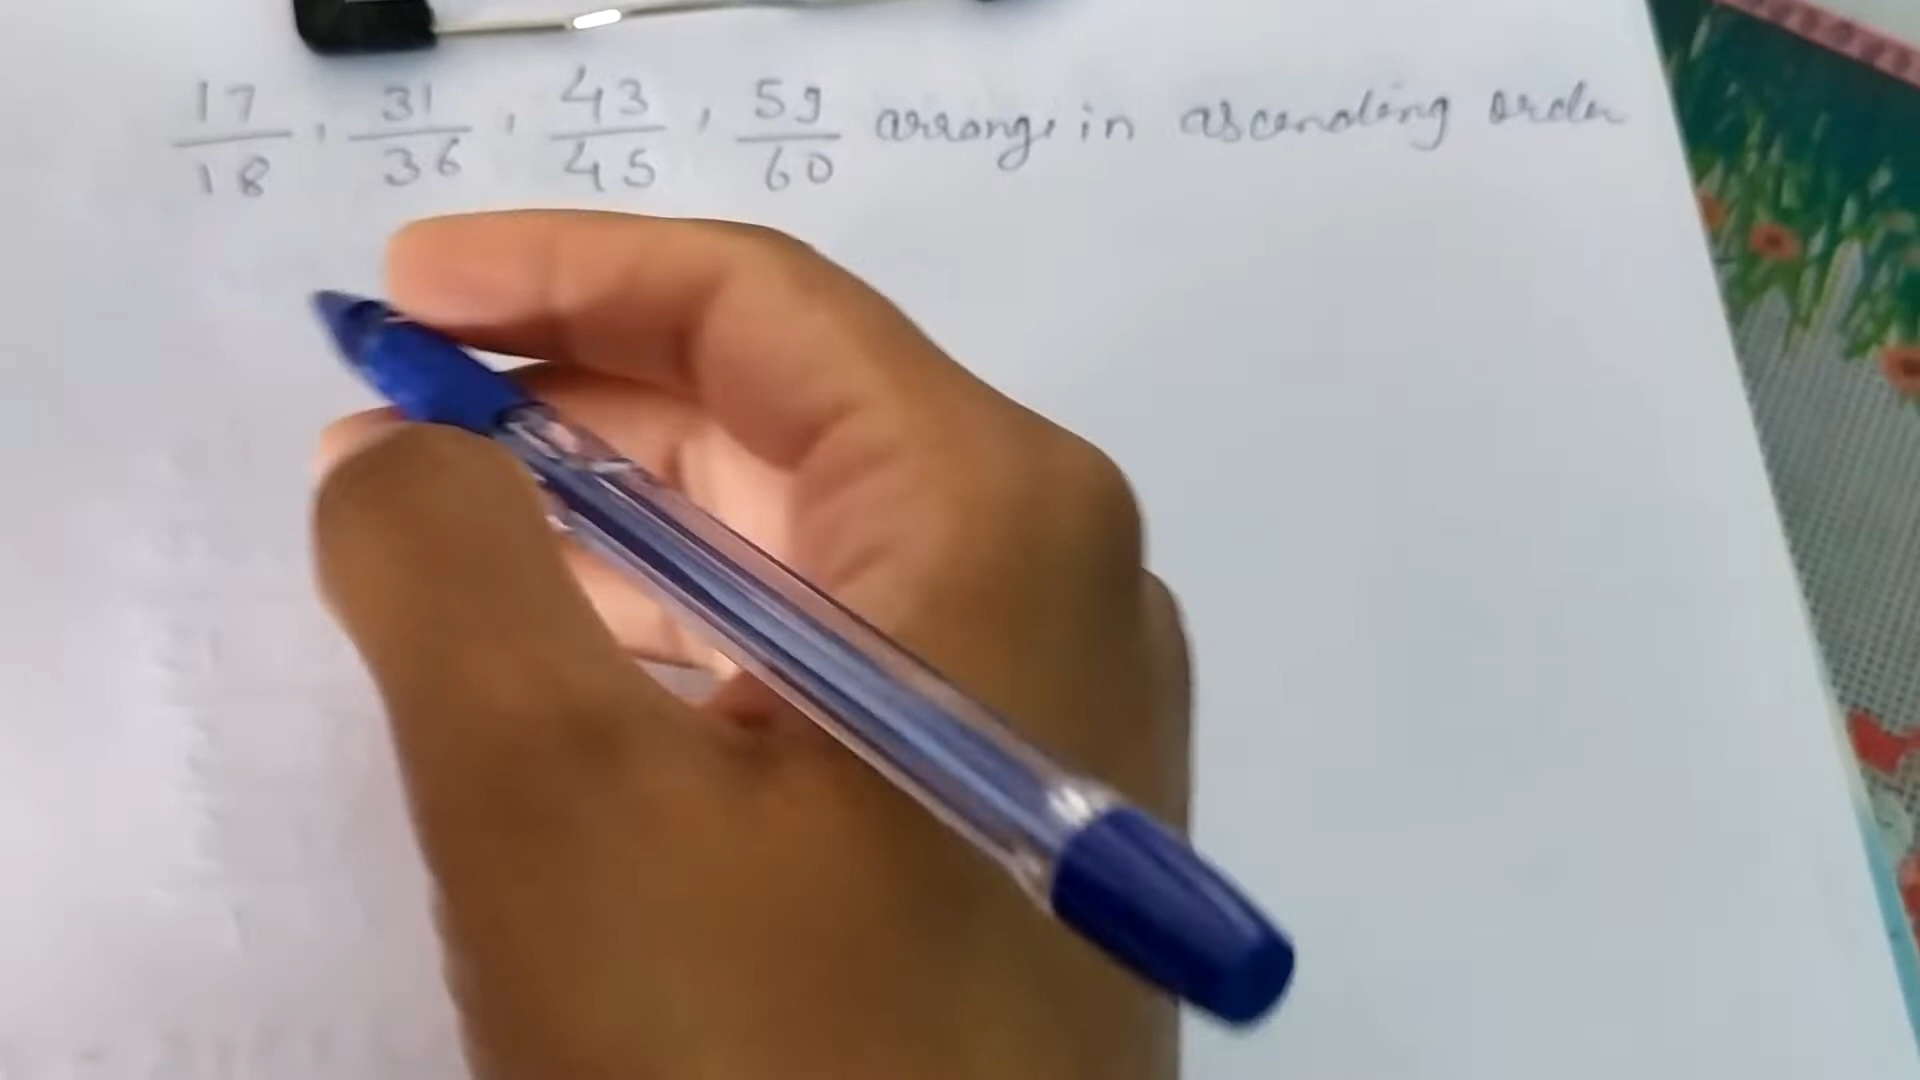 17/18, 31/36, 43/45, 59/60 arrange in ascending order